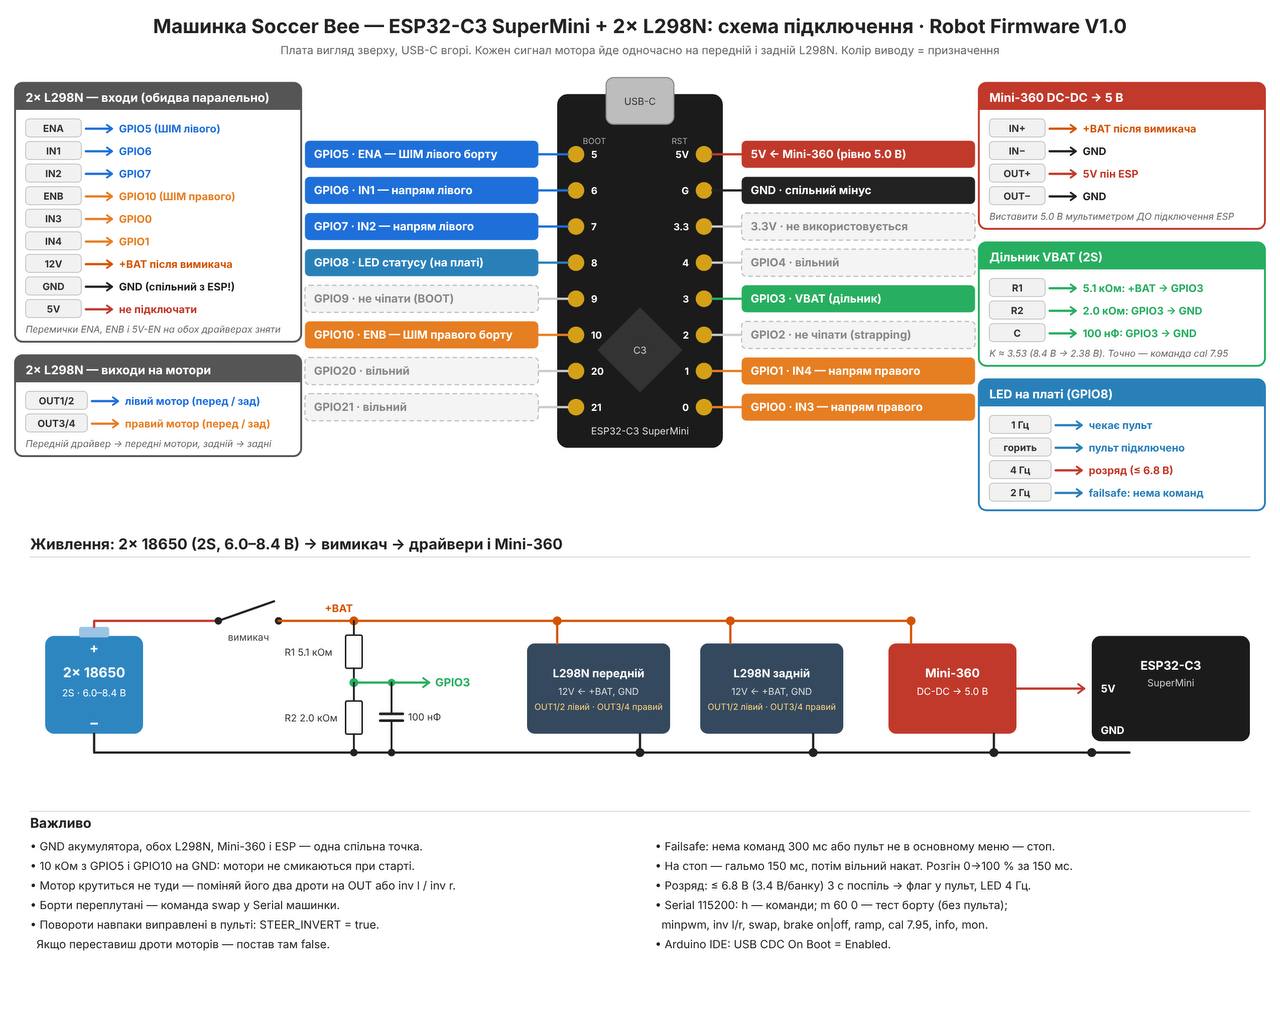 Машинка Soccer Bee — ESP32-C3 SuperMini + 2× L298N: схема підключення · Robot Firmware V1.0
Плата вигляд зверху, USB-C вгорі. Кожен сигнал мотора йде одночасно на передній і задній L298N. Колір виводу = призначення
2× L298N — входи (обидва паралельно)
ENA → GPIO5 (ШІМ лівого)
IN1 → GPIO6
IN2 → GPIO7
ENB → GPIO10 (ШІМ правого)
IN3 → GPIO0
IN4 → GPIO1
12V → +BAT після вимикача
GND → GND (спільний з ESP!)
5V → не підключати
Перемички ENA, ENB і 5V-EN на обох драйверах зняти
2× L298N — виходи на мотори
OUT1/2 → лівий мотор (перед / зад)
OUT3/4 → правий мотор (перед / зад)
Передній драйвер → передні мотори, задній → задні
GPIO5 · ENA — ШІМ лівого борту
GPIO6 · IN1 — напрям лівого
GPIO7 · IN2 — напрям лівого
GPIO8 · LED статусу (на платі)
GPIO9 · не чіпати (BOOT)
GPIO10 · ENB — ШІМ правого борту
GPIO20 · вільний
GPIO21 · вільний
USB-C
BOOT RST
5 5V
6 G
7 3.3
8 4
9 3
10 2
C3
20 1
21 0
ESP32-C3 SuperMini
5V ← Mini-360 (рівно 5.0 В)
GND · спільний мінус
3.3V · не використовується
GPIO4 · вільний
GPIO3 · VBAT (дільник)
GPIO2 · не чіпати (strapping)
GPIO1 · IN4 — напрям правого
GPIO0 · IN3 — напрям правого
Mini-360 DC-DC → 5 В
IN+ → +BAT після вимикача
IN− → GND
OUT+ → 5V пін ESP
OUT− → GND
Виставити 5.0 В мультиметром ДО підключення ESP
Дільник VBAT (2S)
R1 → 5.1 кОм: +BAT → GPIO3
R2 → 2.0 кОм: GPIO3 → GND
C → 100 нФ: GPIO3 → GND
K ≈ 3.53 (8.4 В → 2.38 В). Точно — команда cal 7.95
LED на платі (GPIO8)
1 Гц → чекає пульт
горить → пульт підключено
4 Гц → розряд (≤ 6.8 В)
2 Гц → failsafe: нема команд
Живлення: 2× 18650 (2S, 6.0–8.4 В) → вимикач → драйвери і Mini-360
+
2× 18650
2S · 6.0–8.4 В
−
вимикач
+BAT
R1 5.1 кОм
GPIO3
R2 2.0 кОм
100 нФ
L298N передній
12V ← +BAT, GND
OUT1/2 лівий · OUT3/4 правий
L298N задній
12V ← +BAT, GND
OUT1/2 лівий · OUT3/4 правий
Mini-360
DC-DC → 5.0 В
ESP32-C3
SuperMini
5V
GND
Важливо
• GND акумулятора, обох L298N, Mini-360 і ESP — одна спільна точка.
• 10 кОм з GPIO5 і GPIO10 на GND: мотори не смикаються при старті.
• Мотор крутиться не туди — поміняй його два дроти на OUT або inv l / inv r.
• Борти переплутані — команда swap у Serial машинки.
• Повороти навпаки виправлені в пульті: STEER_INVERT = true.
Якщо переставиш дроти моторів — постав там false.
• Failsafe: нема команд 300 мс або пульт не в основному меню — стоп.
• На стоп — гальмо 150 мс, потім вільний накат. Розгін 0→100 % за 150 мс.
• Розряд: ≤ 6.8 В (3.4 В/банку) 3 с поспіль → флаг у пульт, LED 4 Гц.
• Serial 115200: h — команди; m 60 0 — тест борту (без пульта);
minpwm, inv l/r, swap, brake on|off, ramp, cal 7.95, info, mon.
• Arduino IDE: USB CDC On Boot = Enabled.